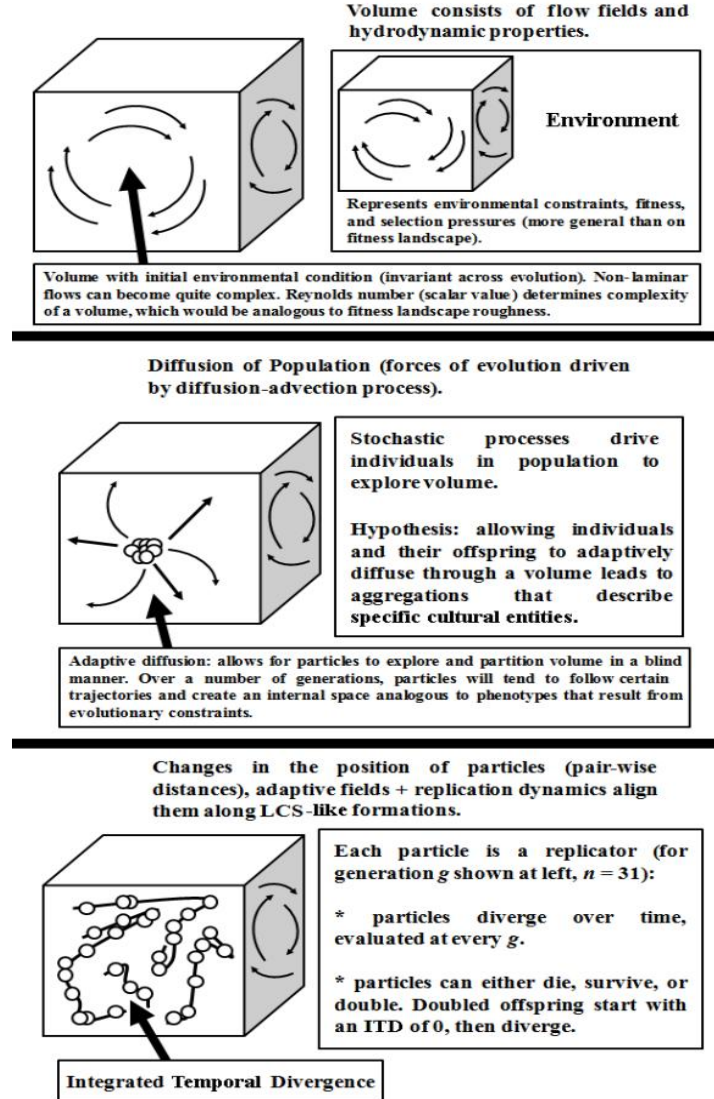 Volume consists of flow fields and
hydrodynamic properties.
Environment
Represents environmental constraints, fitness,
and selection pressures (more general than on
fitness landscape).
Volume with initial environmental condition (invariant across evolution). Non-laminar
flows can become quite complex. Reynolds number (scalar value) determines complexity
of a volume, which would be analogous to fitness landscape roughness.
Diffusion of Population (forces of evolution driven
by diffusion-advection process).
Stochastic processes drive
individuals in population to
explore volume.
Hypothesis: allowing individuals
and their offspring to adaptively
diffuse through a volume leads to
aggregations that describe
specific cultural entities.
Adaptive diffusion: allows for particles to explore and partition volume in a blind
manner. Over a number of generations, particles will tend to follow certain
trajectories and create an internal space analogous to phenotypes that result from
evolutionary constraints.
Changes in the position of particles (pair-wise
distances), adaptive fields + replication dynamics align
them along LCS-like formations.
Each particle is a replicator (for
generation g shown at left, n = 31):
* particles diverge over time,
evaluated at every g.
* particles can either die, survive, or
double. Doubled offspring start with
an ITD of 0, then diverge.
Integrated Temporal Divergence